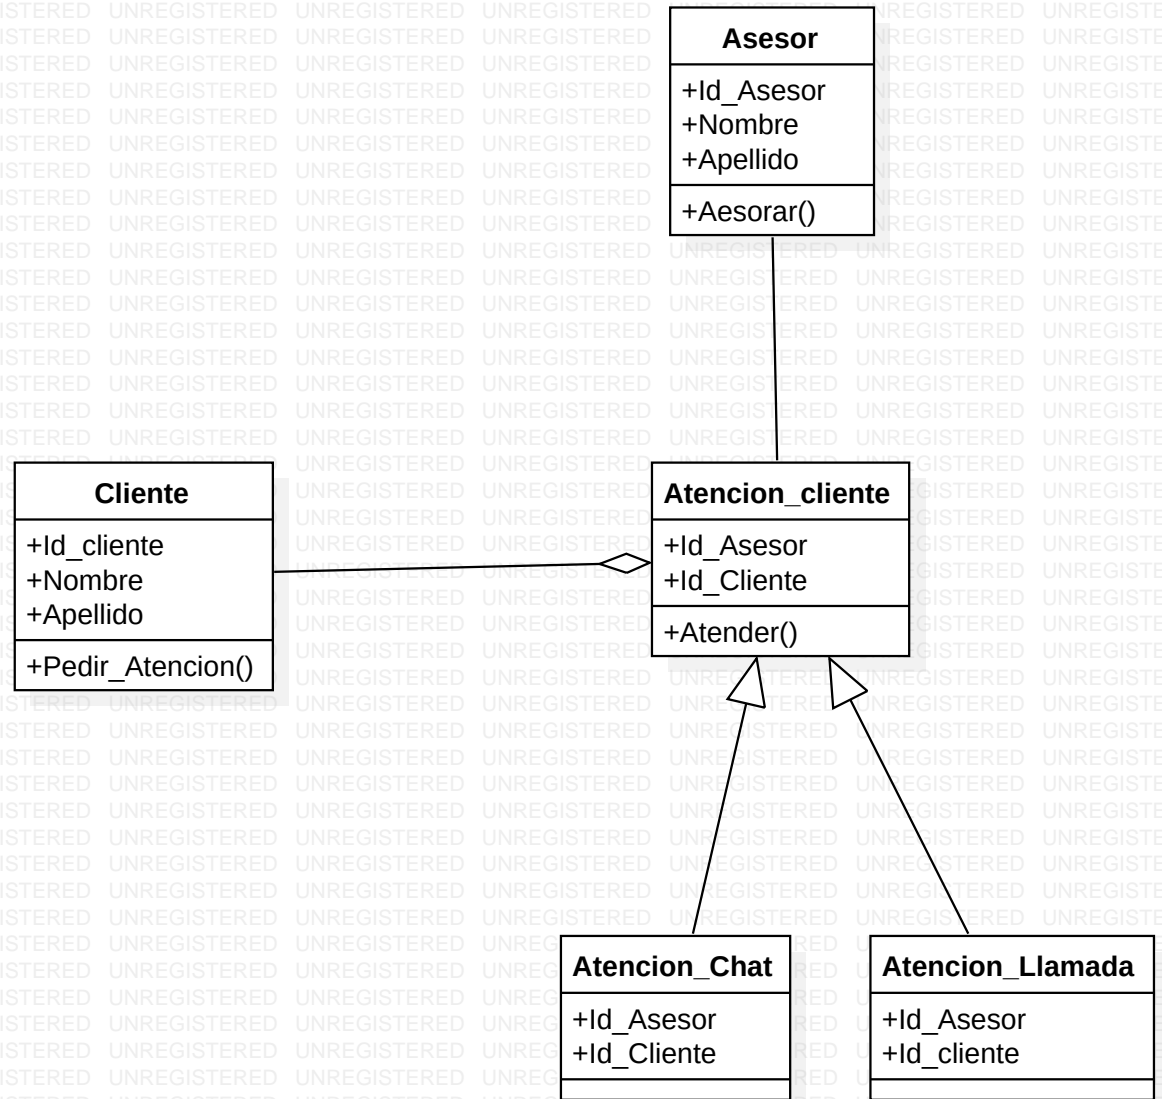 Asesor
+Id_Asesor
+Nombre
+Apellido
+Aesorar()
Cliente
+Id_cliente
+Nombre
+Apellido
+Pedir_Atencion()
Atencion_cliente
+Id_Asesor
+Id_Cliente
+Atender()
Atencion_Chat
+Id_Asesor
+Id_Cliente
Atencion_Llamada
+Id_Asesor
+Id_cliente
UNREGISTERED